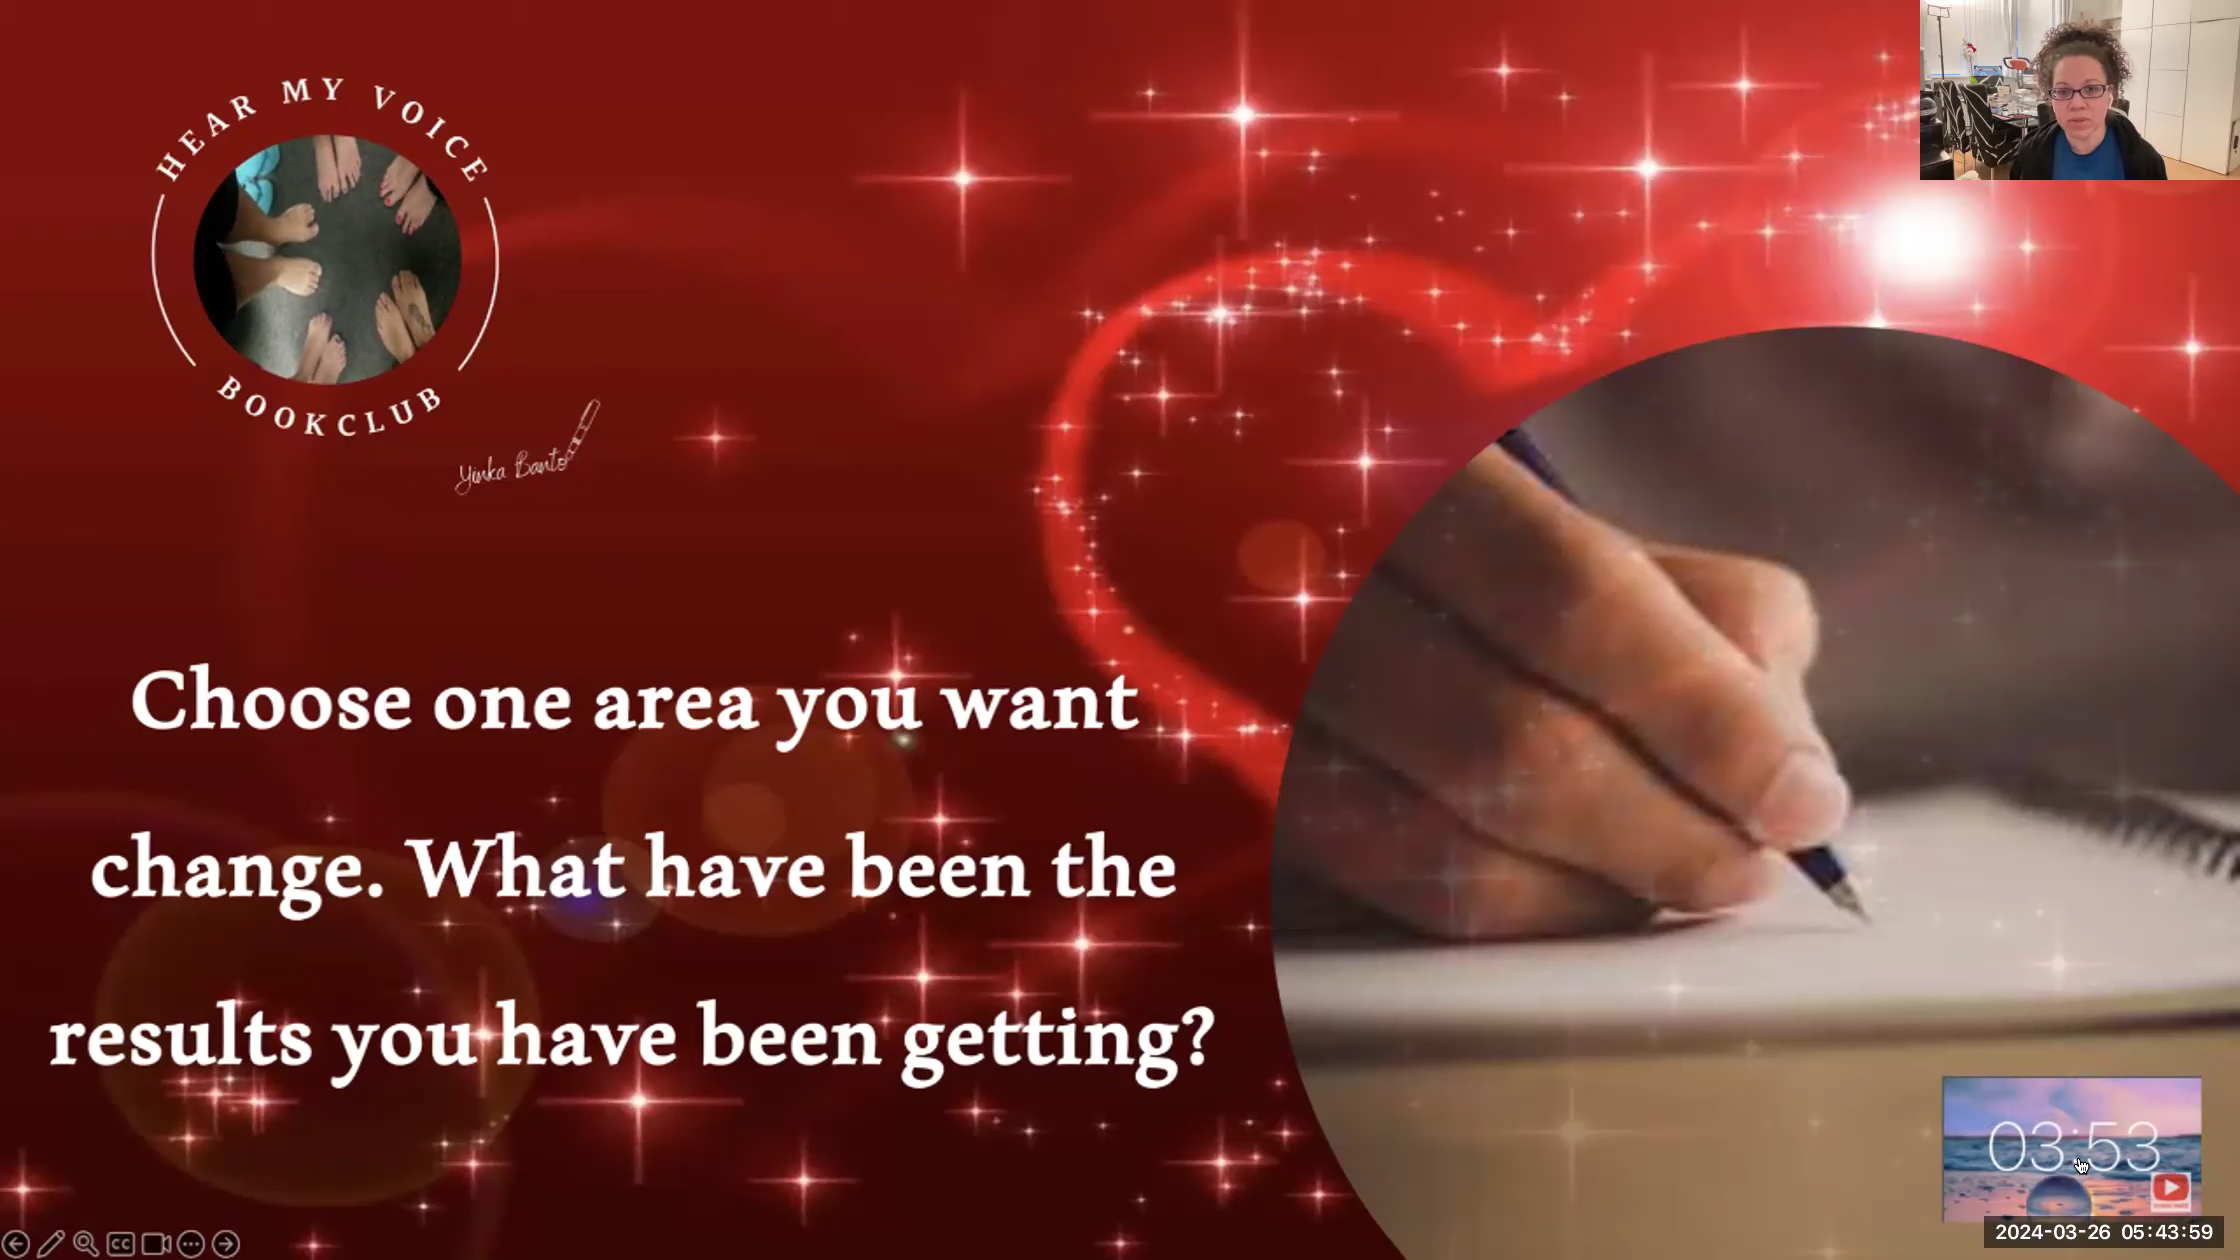 HEAR MY VOICE
BOOKCLUB
Yinka Banto
Choose one area you want
change. What have been the
results you have been getting?
03:53
CC
2024-03-26 05:43:59